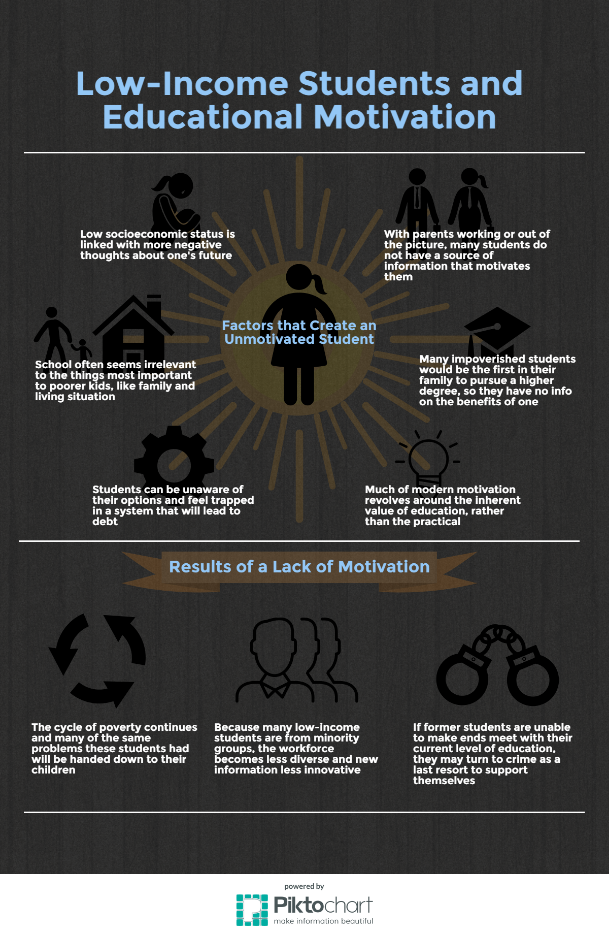 Low-Income Students and
Educational Motivation
Low socioeconomic status is
linked with more negative
thoughts about one's future
With parents working or out of
the picture, many students do
not have a source of
information that motivates
them
Factors that Create an
Unmotivated Student
School often seems irrelevant
to the things most important
to poorer kids, like family and
living situation
Many impoverished students
would be the first in their
family to pursue a higher
degree, so they have no info
on the benefits of one
Students can be unaware of
their options and feel trapped
in a system that will lead to
debt
Much of modern motivation
revolves around the inherent
value of education, rather
than the practical
Results of a Lack of Motivation
The cycle of poverty continues
and many of the same
problems these students had
will be handed down to their
children
Because many low-income
students are from minority
groups, the workforce
becomes less diverse and new
information less innovative
If former students are unable
to make ends meet with their
current level of education,
they may turn to crime as a
last resort to support
themselves
powered by
Piktochart
make information beautiful